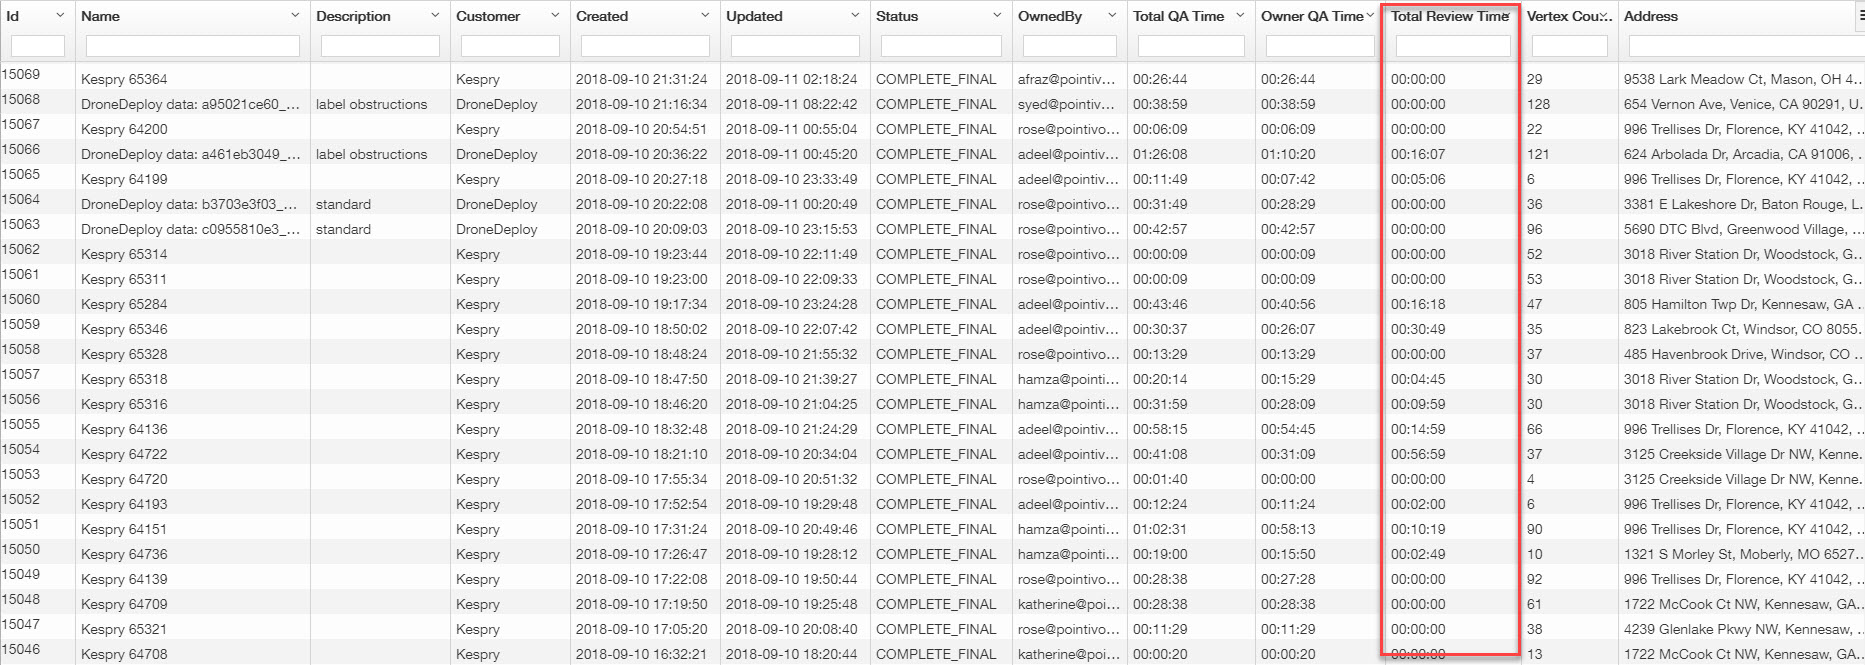 Id Name Description Customer Created Updated Status OwnedBy Total QA Time Owner QA Time Total Review Time Vertex Cou... Address
15069 Kespry 65364 Kespry 2018-09-10 21:31:24 2018-09-11 02:18:24 COMPLETE_FINAL afraz@pointiv... 00:26:44 00:26:44 00:00:00 29 9538 Lark Meadow Ct, Mason, OH 4...
15068 DroneDeploy data: a95021ce60_... label obstructions DroneDeploy 2018-09-10 21:16:34 2018-09-11 08:22:42 COMPLETE_FINAL syed@pointiv... 00:38:59 00:38:59 00:00:00 128 654 Vernon Ave, Venice, CA 90291, U...
15067 Kespry 64200 Kespry 2018-09-10 20:54:51 2018-09-11 00:55:04 COMPLETE_FINAL rose@pointivo... 00:06:09 00:06:09 00:00:00 22 996 Trellises Dr, Florence, KY 41042, ...
15066 DroneDeploy data: a461eb3049_... label obstructions DroneDeploy 2018-09-10 20:36:22 2018-09-11 00:45:20 COMPLETE_FINAL adeel@pointiv... 01:26:08 01:10:20 00:16:07 121 624 Arbolada Dr, Arcadia, CA 91006, ...
15065 Kespry 64199 Kespry 2018-09-10 20:27:18 2018-09-10 23:33:49 COMPLETE_FINAL adeel@pointiv... 00:11:49 00:07:42 00:05:06 6 996 Trellises Dr, Florence, KY 41042, ...
15064 DroneDeploy data: b3703e3f03_... standard DroneDeploy 2018-09-10 20:22:08 2018-09-11 00:20:49 COMPLETE_FINAL rose@pointivo... 00:31:49 00:28:29 00:00:00 36 3381 E Lakeshore Dr, Baton Rouge, L...
15063 DroneDeploy data: c0955810e3_... standard DroneDeploy 2018-09-10 20:09:03 2018-09-10 23:15:53 COMPLETE_FINAL rose@pointivo... 00:42:57 00:42:57 00:00:00 96 5690 DTC Blvd, Greenwood Village, ...
15062 Kespry 65314 Kespry 2018-09-10 19:23:44 2018-09-10 22:11:49 COMPLETE_FINAL rose@pointivo... 00:00:09 00:00:09 00:00:00 52 3018 River Station Dr, Woodstock, G...
15061 Kespry 65311 Kespry 2018-09-10 19:23:00 2018-09-10 22:09:33 COMPLETE_FINAL rose@pointivo... 00:00:09 00:00:09 00:00:00 53 3018 River Station Dr, Woodstock, G...
15060 Kespry 65284 Kespry 2018-09-10 19:17:34 2018-09-10 23:24:28 COMPLETE_FINAL adeel@pointiv... 00:43:46 00:40:56 00:16:18 47 805 Hamilton Twp Dr, Kennesaw, GA ...
15059 Kespry 65346 Kespry 2018-09-10 18:50:02 2018-09-10 22:07:42 COMPLETE_FINAL adeel@pointiv... 00:30:37 00:26:07 00:30:49 35 823 Lakebrook Ct, Windsor, CO 8055...
15058 Kespry 65328 Kespry 2018-09-10 18:48:24 2018-09-10 21:55:32 COMPLETE_FINAL rose@pointivo... 00:13:29 00:13:29 00:00:00 37 485 Havenbrook Drive, Windsor, CO ...
15057 Kespry 65318 Kespry 2018-09-10 18:47:50 2018-09-10 21:39:27 COMPLETE_FINAL hamza@pointi... 00:20:14 00:15:29 00:04:45 30 3018 River Station Dr, Woodstock, G...
15056 Kespry 65316 Kespry 2018-09-10 18:46:20 2018-09-10 21:04:25 COMPLETE_FINAL hamza@pointi... 00:31:59 00:28:09 00:09:59 30 3018 River Station Dr, Woodstock, G...
15055 Kespry 64136 Kespry 2018-09-10 18:32:48 2018-09-10 21:24:29 COMPLETE_FINAL adeel@pointiv... 00:58:15 00:54:45 00:14:59 66 996 Trellises Dr, Florence, KY 41042, ...
15054 Kespry 64722 Kespry 2018-09-10 18:21:10 2018-09-10 20:34:04 COMPLETE_FINAL adeel@pointiv... 00:41:08 00:31:09 00:56:59 37 3125 Creekside Village Dr NW, Kenne...
15053 Kespry 64720 Kespry 2018-09-10 17:55:34 2018-09-10 20:51:32 COMPLETE_FINAL rose@pointivo... 00:01:40 00:00:00 00:00:00 4 3125 Creekside Village Dr NW, Kenne...
15052 Kespry 64193 Kespry 2018-09-10 17:52:54 2018-09-10 19:29:48 COMPLETE_FINAL adeel@pointiv... 00:12:24 00:11:24 00:02:00 6 996 Trellises Dr, Florence, KY 41042, ...
15051 Kespry 64151 Kespry 2018-09-10 17:31:24 2018-09-10 20:49:46 COMPLETE_FINAL hamza@pointi... 01:02:31 00:58:13 00:10:19 90 996 Trellises Dr, Florence, KY 41042, ...
15050 Kespry 64736 Kespry 2018-09-10 17:26:47 2018-09-10 19:28:12 COMPLETE_FINAL hamza@pointi... 00:19:00 00:15:50 00:02:49 10 1321 S Morley St, Moberly, MO 6527...
15049 Kespry 64139 Kespry 2018-09-10 17:22:08 2018-09-10 19:50:44 COMPLETE_FINAL rose@pointivo... 00:28:38 00:27:28 00:00:00 92 996 Trellises Dr, Florence, KY 41042, ...
15048 Kespry 64709 Kespry 2018-09-10 17:19:50 2018-09-10 19:25:48 COMPLETE_FINAL katherine@poi... 00:28:38 00:28:38 00:00:00 61 1722 McCook Ct NW, Kennesaw, GA...
15047 Kespry 65321 Kespry 2018-09-10 17:05:20 2018-09-10 20:08:40 COMPLETE_FINAL rose@pointivo... 00:11:29 00:11:29 00:00:00 38 4239 Glenlake Pkwy NW, Kennesaw, ...
15046 Kespry 64708 Kespry 2018-09-10 16:32:21 2018-09-10 18:20:44 COMPLETE_FINAL katherine@poi... 00:00:20 00:00:20 00:00:00 13 1722 McCook Ct NW, Kennesaw, GA...